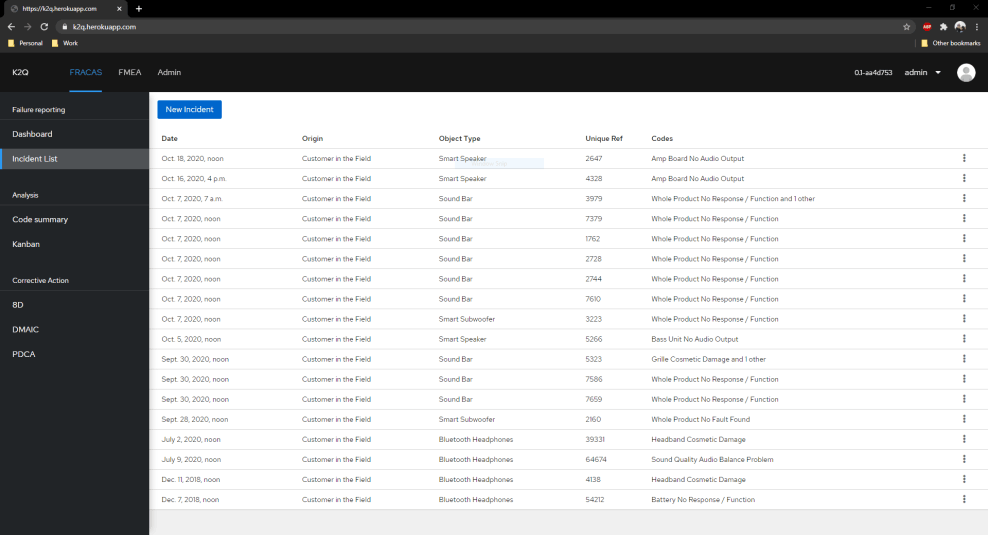 https://k2q.herokuapp.com
k2q.herokuapp.com
ABP
Personal Work Other bookmarks
K2Q FRACAS FMEA Admin 0.1-aa4d753 admin
Failure reporting
Dashboard
Incident List
Analysis
Code summary
Kanban
Corrective Action
8D
DMAIC
PDCA
New Incident
Date Origin Object Type Unique Ref Codes
Oct. 18, 2020, noon Customer in the Field Smart Speaker 2647 Amp Board No Audio Output
Oct. 16, 2020, 4 p.m. Customer in the Field Smart Speaker 4328 Amp Board No Audio Output
Oct. 7, 2020, 7 a.m. Customer in the Field Sound Bar 3979 Whole Product No Response / Function and 1 other
Oct. 7, 2020, noon Customer in the Field Sound Bar 7379 Whole Product No Response / Function
Oct. 7, 2020, noon Customer in the Field Sound Bar 1762 Whole Product No Response / Function
Oct. 7, 2020, noon Customer in the Field Sound Bar 2728 Whole Product No Response / Function
Oct. 7, 2020, noon Customer in the Field Sound Bar 2744 Whole Product No Response / Function
Oct. 7, 2020, noon Customer in the Field Sound Bar 7610 Whole Product No Response / Function
Oct. 7, 2020, noon Customer in the Field Smart Subwoofer 3223 Whole Product No Response / Function
Oct. 5, 2020, noon Customer in the Field Smart Speaker 5266 Bass Unit No Audio Output
Sept. 30, 2020, noon Customer in the Field Sound Bar 5323 Grille Cosmetic Damage and 1 other
Sept. 30, 2020, noon Customer in the Field Sound Bar 7586 Whole Product No Response / Function
Sept. 30, 2020, noon Customer in the Field Sound Bar 7659 Whole Product No Response / Function
Sept. 28, 2020, noon Customer in the Field Smart Subwoofer 2160 Whole Product No Fault Found
July 2, 2020, noon Customer in the Field Bluetooth Headphones 39331 Headband Cosmetic Damage
July 9, 2020, noon Customer in the Field Bluetooth Headphones 64674 Sound Quality Audio Balance Problem
Dec. 11, 2018, noon Customer in the Field Bluetooth Headphones 4138 Headband Cosmetic Damage
Dec. 7, 2018, noon Customer in the Field Bluetooth Headphones 54212 Battery No Response / Function